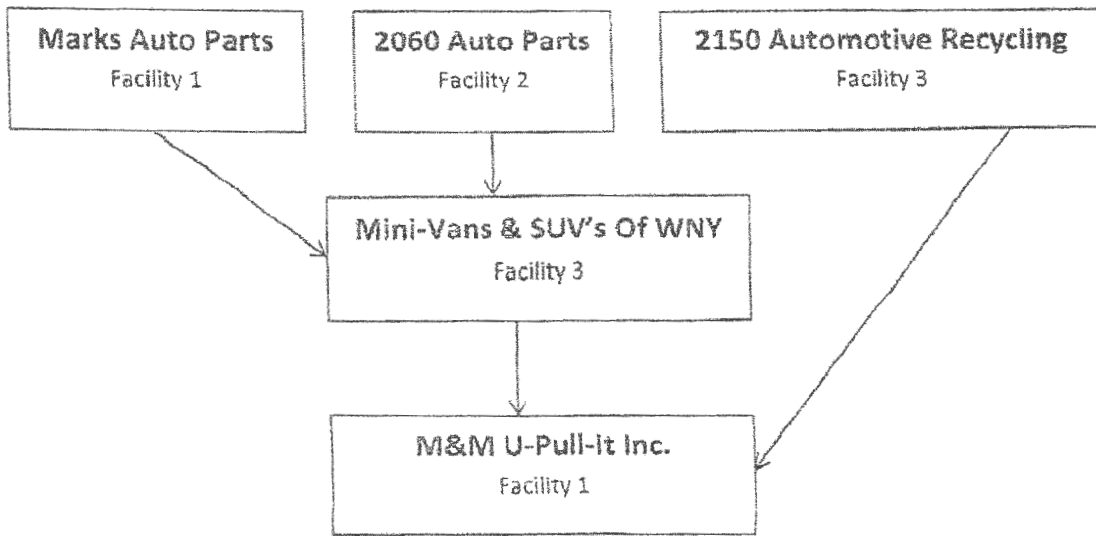 Marks Auto Parts
Facility 1
2060 Auto Parts
Facility 2
2150 Automotive Recycling
Facility 3
Mini-Vans & SUV's Of WNY
Facility 3
M&M U-Pull-It Inc.
Facility 1